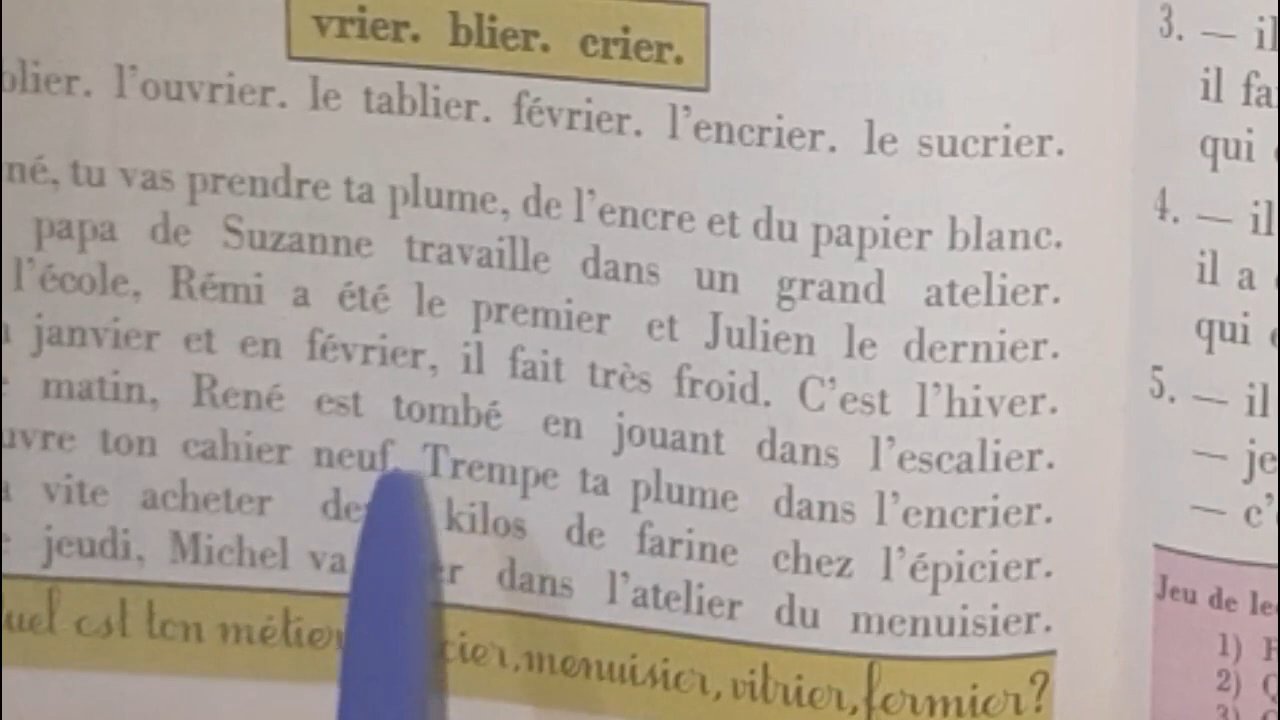 vrier. blier. crier.
l'ouvrier. le tablier. février. l'encrier. le sucrier.
tu vas prendre ta plume, de l'encre et du papier blanc.
papa de Suzanne travaille dans un grand atelier.
l'école, Rémi a été le premier et Julien le dernier.
janvier et en février, il fait très froid. C'est l'hiver.
matin, René est tombé en jouant dans l'escalier.
ton cahier neuf. Trempe ta plume dans l'encrier.
vite acheter kilos de farine chez l'épicier.
jeudi, Michel va dans l'atelier du menuisier.
est ton métier menuisier, vitrier, fermier?
3. — il
il fa
qui
4. — il
il a
qui
5. — il
— je
— c'
Jeu de le
1)
2)
3)